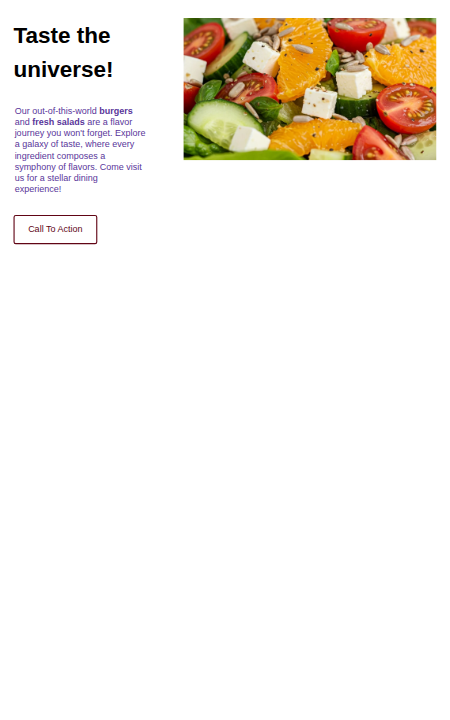 Taste the
universe!
Our out-of-this-world burgers
and fresh salads are a flavor
journey you won't forget. Explore
a galaxy of taste, where every
ingredient composes a
symphony of flavors. Come visit
us for a stellar dining
experience!
Call To Action